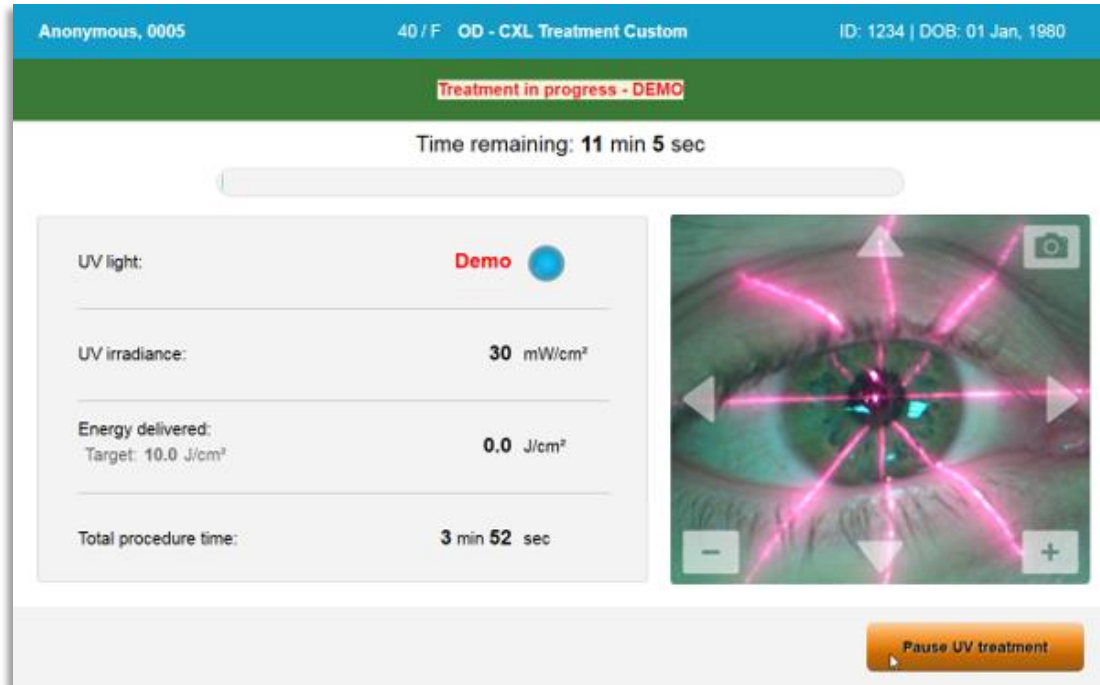 Anonymous, 0005 40 / F OD - CXL Treatment Custom ID: 1234 | DOB: 01 Jan, 1980
Treatment in progress - DEMO
Time remaining: 11 min 5 sec
UV light: Demo
UV irradiance: 30 mW/cm²
Energy delivered:
Target: 10.0 J/cm²
0.0 J/cm²
Total procedure time: 3 min 52 sec
Pause UV treatment